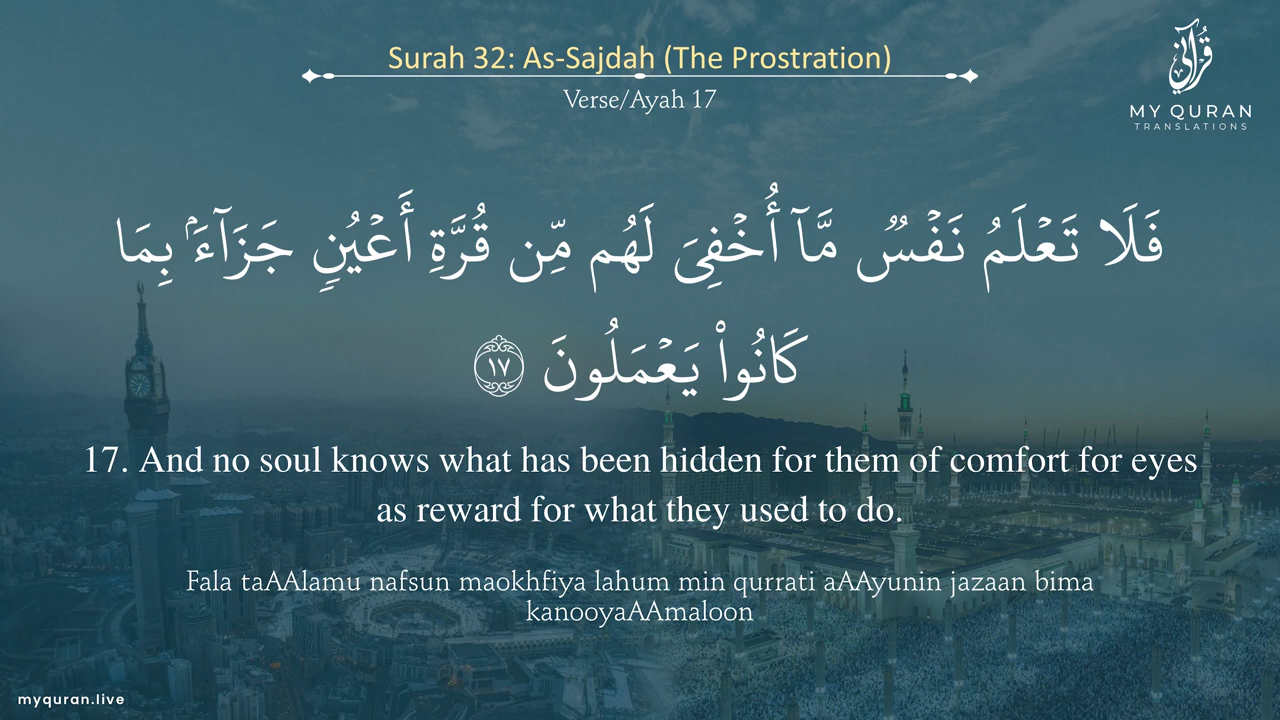 Surah 32: As-Sajdah (The Prostration)
Verse/Ayah 17
قرآني
MY QURAN
TRANSLATIONS
فَلَا تَعْلَمُ نَفْسٌ مَّآ أُخْفِىَ لَهُم مِّن قُرَّةِ أَعْيُنٍ جَزَآءًۢ بِمَا
كَانُوا۟ يَعْمَلُونَ ١٧
17. And no soul knows what has been hidden for them of comfort for eyes
as reward for what they used to do.
Fala taAAlamu nafsun maokhfiya lahum min qurrati aAAyunin jazaan bima
kanooyaAAmaloon
myquran.live